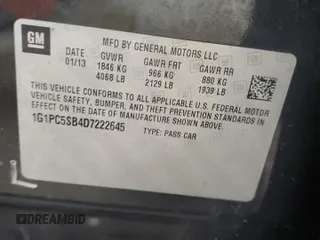 GM
MFD BY GENERAL MOTORS LLC
DATE GVWR GAWR FRT GAWR RR
01/13 1846 KG 966 KG 880 KG
4068 LB 2129 LB 1939 LB
THIS VEHICLE CONFORMS TO ALL APPLICABLE U.S. FEDERAL MOTOR
VEHICLE SAFETY, BUMPER, AND THEFT PREVENTION STANDARDS IN
EFFECT ON THE DATE OF MANUFACTURE SHOWN ABOVE.
1G1PC5SB4D7222645
TYPE: PASS CAR
DREAMBID